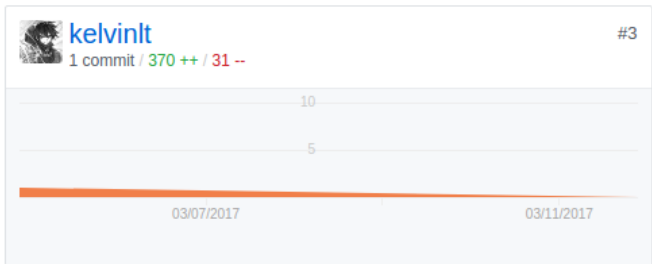 kelvinlt
#3
1 commit / 370 ++ / 31 --
10
5
03/07/2017 03/11/2017